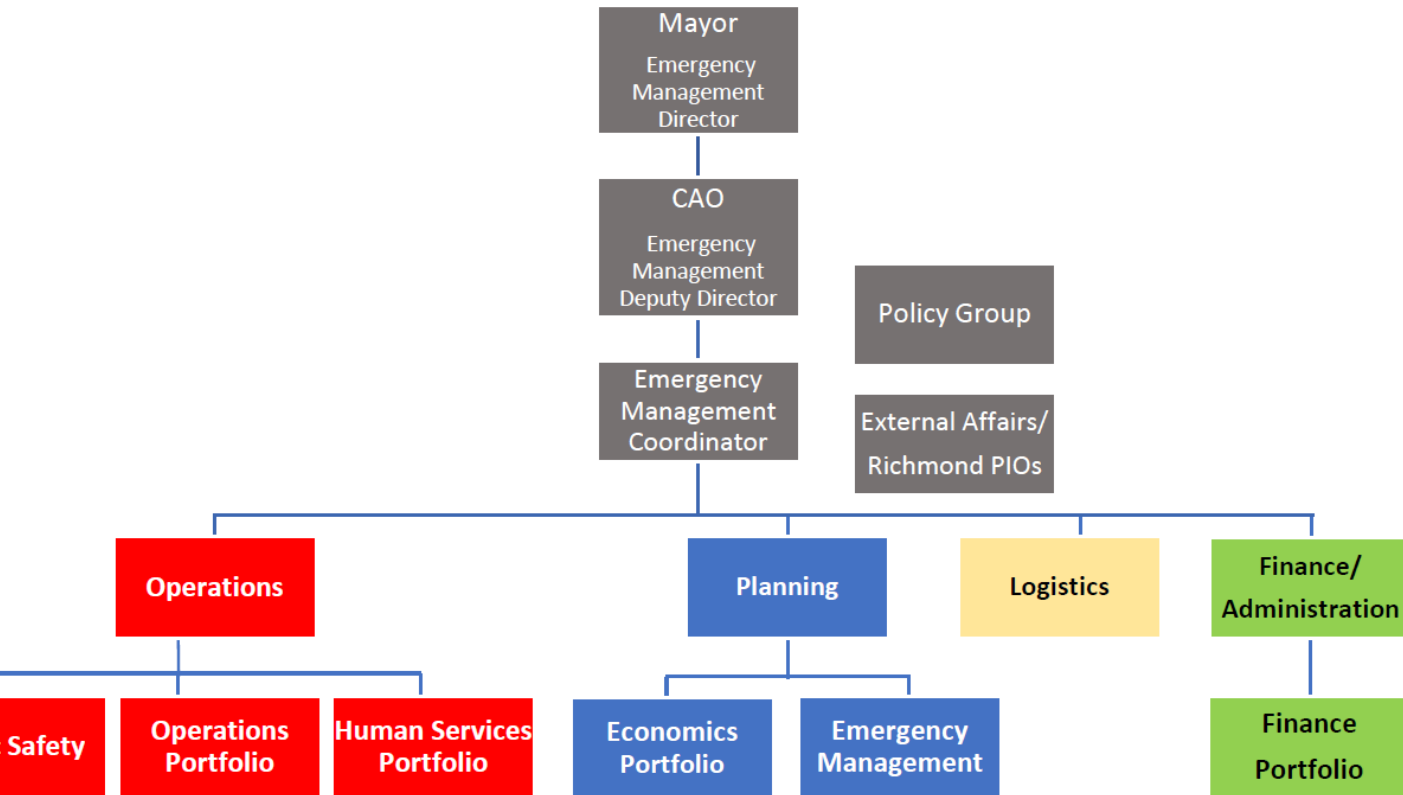 Mayor
Emergency
Management
Director
CAO
Emergency
Management
Deputy Director
Policy Group
Emergency
Management
Coordinator
External Affairs/
Richmond PIOs
Operations
Planning
Logistics
Finance/
Administration
Safety
Operations
Portfolio
Human Services
Portfolio
Economics
Portfolio
Emergency
Management
Finance
Portfolio